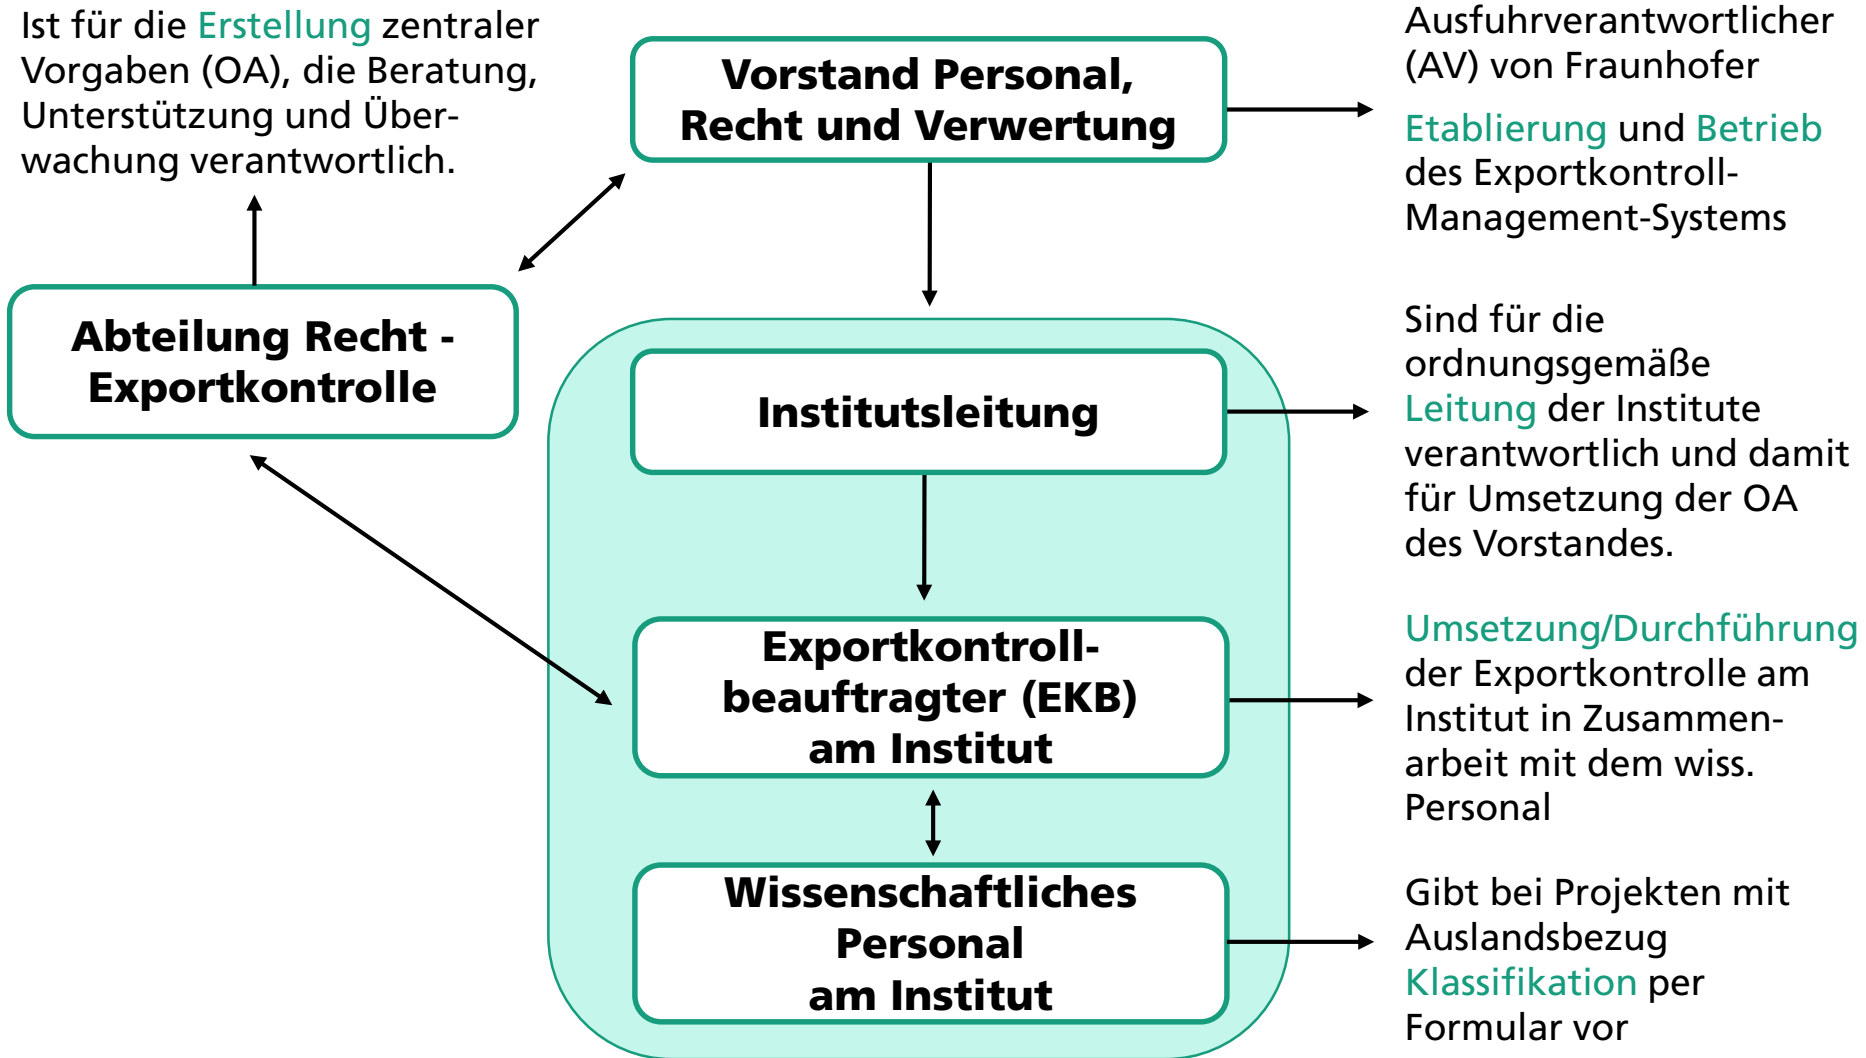 Ist für die Erstellung zentraler
Vorgaben (OA), die Beratung,
Unterstützung und Über-
wachung verantwortlich.
Vorstand Personal,
Recht und Verwertung
Ausfuhrverantwortlicher
(AV) von Fraunhofer
Etablierung und Betrieb
des Exportkontroll-
Management-Systems
Abteilung Recht -
Exportkontrolle
Institutsleitung
Sind für die
ordnungsgemäße
Leitung der Institute
verantwortlich und damit
für Umsetzung der OA
des Vorstandes.
Exportkontroll-
beauftragter (EKB)
am Institut
Umsetzung/Durchführung
der Exportkontrolle am
Institut in Zusammen-
arbeit mit dem wiss.
Personal
Wissenschaftliches
Personal
am Institut
Gibt bei Projekten mit
Auslandsbezug
Klassifikation per
Formular vor